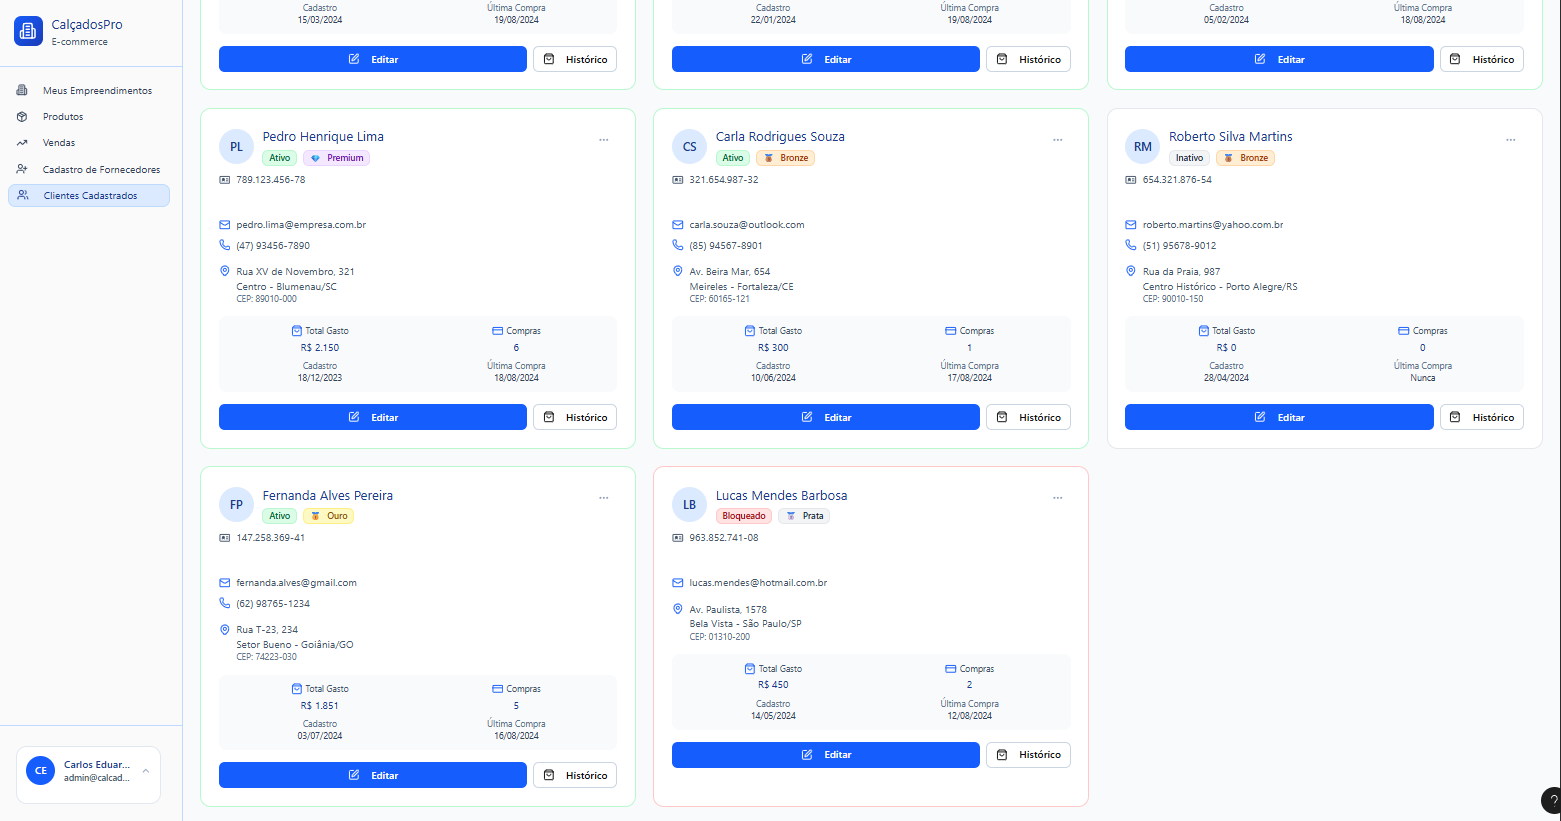 CalçadosPro
E-commerce
Meus Empreendimentos
Produtos
Vendas
Cadastro de Fornecedores
Clientes Cadastrados
CE
Carlos Eduar...
admin@calcad...
Cadastro Última Compra
15/03/2024 19/08/2024
Editar Histórico
Cadastro Última Compra
22/01/2024 19/08/2024
Editar Histórico
Cadastro Última Compra
05/02/2024 18/08/2024
Editar Histórico
PL
Pedro Henrique Lima ...
Ativo Premium
789.123.456-78
pedro.lima@empresa.com.br
(47) 93456-7890
Rua XV de Novembro, 321
Centro - Blumenau/SC
CEP: 89010-000
Total Gasto Compras
R$ 2.150 6
Cadastro Última Compra
18/12/2023 18/08/2024
Editar Histórico
CS
Carla Rodrigues Souza ...
Ativo Bronze
321.654.987-32
carla.souza@outlook.com
(85) 94567-8901
Av. Beira Mar, 654
Meireles - Fortaleza/CE
CEP: 60165-121
Total Gasto Compras
R$ 300 1
Cadastro Última Compra
10/06/2024 17/08/2024
Editar Histórico
RM
Roberto Silva Martins ...
Inativo Bronze
654.321.876-54
roberto.martins@yahoo.com.br
(51) 95678-9012
Rua da Praia, 987
Centro Histórico - Porto Alegre/RS
CEP: 90010-150
Total Gasto Compras
R$ 0 0
Cadastro Última Compra
28/04/2024 Nunca
Editar Histórico
FP
Fernanda Alves Pereira ...
Ativo Ouro
147.258.369-41
fernanda.alves@gmail.com
(62) 98765-1234
Rua T-23, 234
Setor Bueno - Goiânia/GO
CEP: 74223-030
Total Gasto Compras
R$ 1.851 5
Cadastro Última Compra
03/07/2024 16/08/2024
Editar Histórico
LB
Lucas Mendes Barbosa ...
Bloqueado Prata
963.852.741-08
lucas.mendes@hotmail.com.br
Av. Paulista, 1578
Bela Vista - São Paulo/SP
CEP: 01310-200
Total Gasto Compras
R$ 450 2
Cadastro Última Compra
14/05/2024 12/08/2024
Editar Histórico
?